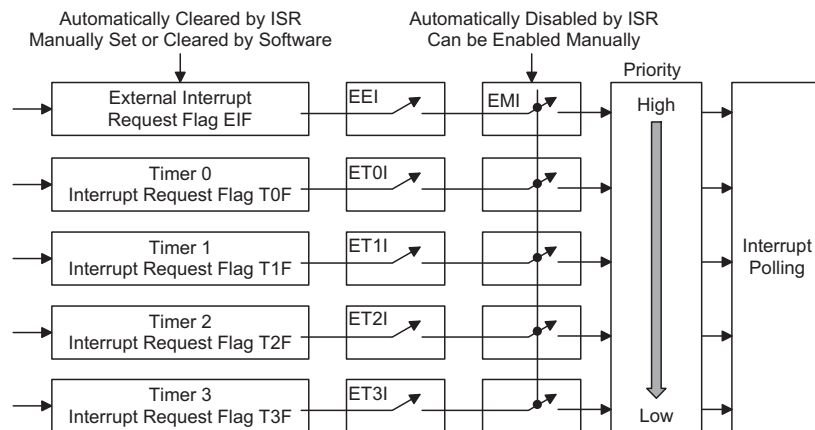 Automatically Cleared by ISR
Manually Set or Cleared by Software
Automatically Disabled by ISR
Can be Enabled Manually
Priority
External Interrupt
Request Flag EIF
EEI
EMI
High
Timer 0
Interrupt Request Flag T0F
ET0I
Timer 1
Interrupt Request Flag T1F
ET1I
Interrupt
Polling
Timer 2
Interrupt Request Flag T2F
ET2I
Timer 3
Interrupt Request Flag T3F
ET3I
Low